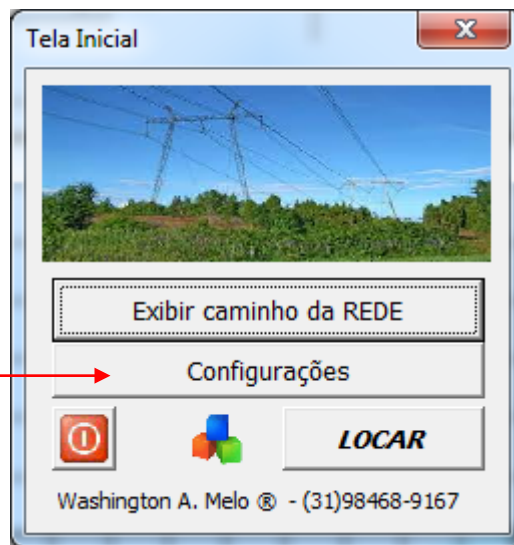 Tela Inicial
Exibir caminho da REDE
Configurações
LOCAR
Washington A. Melo ® - (31)98468-9167